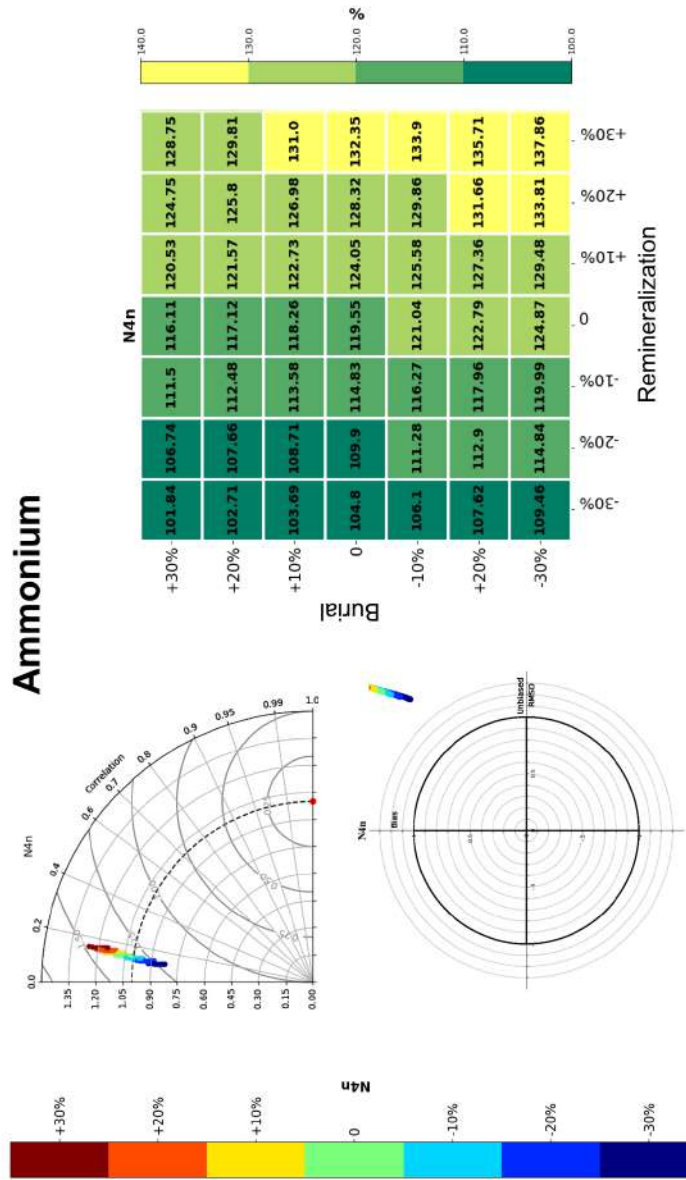 Ammonium
N4n
+30%
+20%
+10%
0
-10%
-20%
-30%
N4n
Correlation
0.0
0.2
0.4
0.6
0.7
0.8
0.9
0.95
0.99
1.0
1.35
1.20
1.05
0.90
0.75
0.60
0.45
0.30
0.15
0.00
N4n
Bias
Unbiased
RMSD
N4n
+30% 101.84 106.74 111.5 116.11 120.53 124.75 128.75
+20% 102.71 107.66 112.48 117.12 121.57 125.8 129.81
+10% 103.69 108.71 113.58 118.26 122.73 126.98 131.0
0 104.8 109.9 114.83 119.55 124.05 128.32 132.35
-10% 106.1 111.28 116.27 121.04 125.58 129.86 133.9
+20% 107.62 112.9 117.96 122.79 127.36 131.66 135.71
-30% 109.46 114.84 119.99 124.87 129.48 133.81 137.86
Burial
-30% -20% -10% 0 +10% +20% +30%
Remineralization
%
140.0
130.0
120.0
110.0
100.0